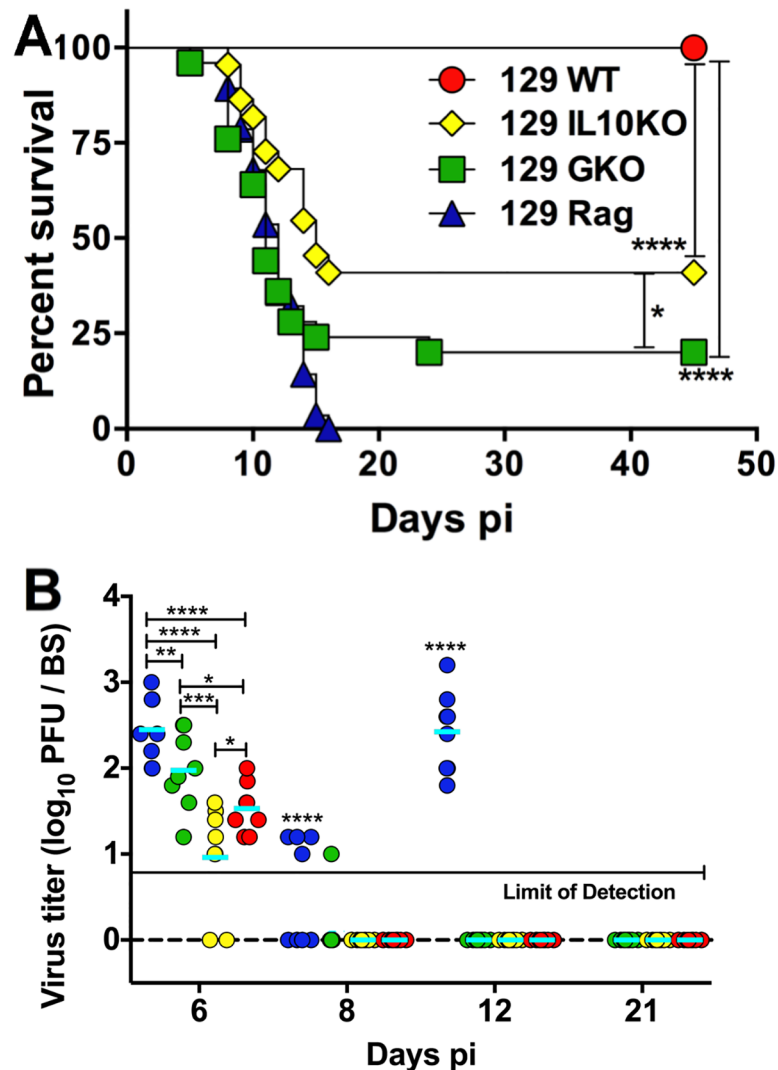 A
Percent survival
100
75
50
25
0
129 WT
129 IL10KO
129 GKO
129 Rag
****
*
****
0 10 20 30 40 50
Days pi
B
Virus titer (log10 PFU / BS)
4
3
2
1
0
****
****
**
*
***
*
****
****
Limit of Detection
6 8 12 21
Days pi